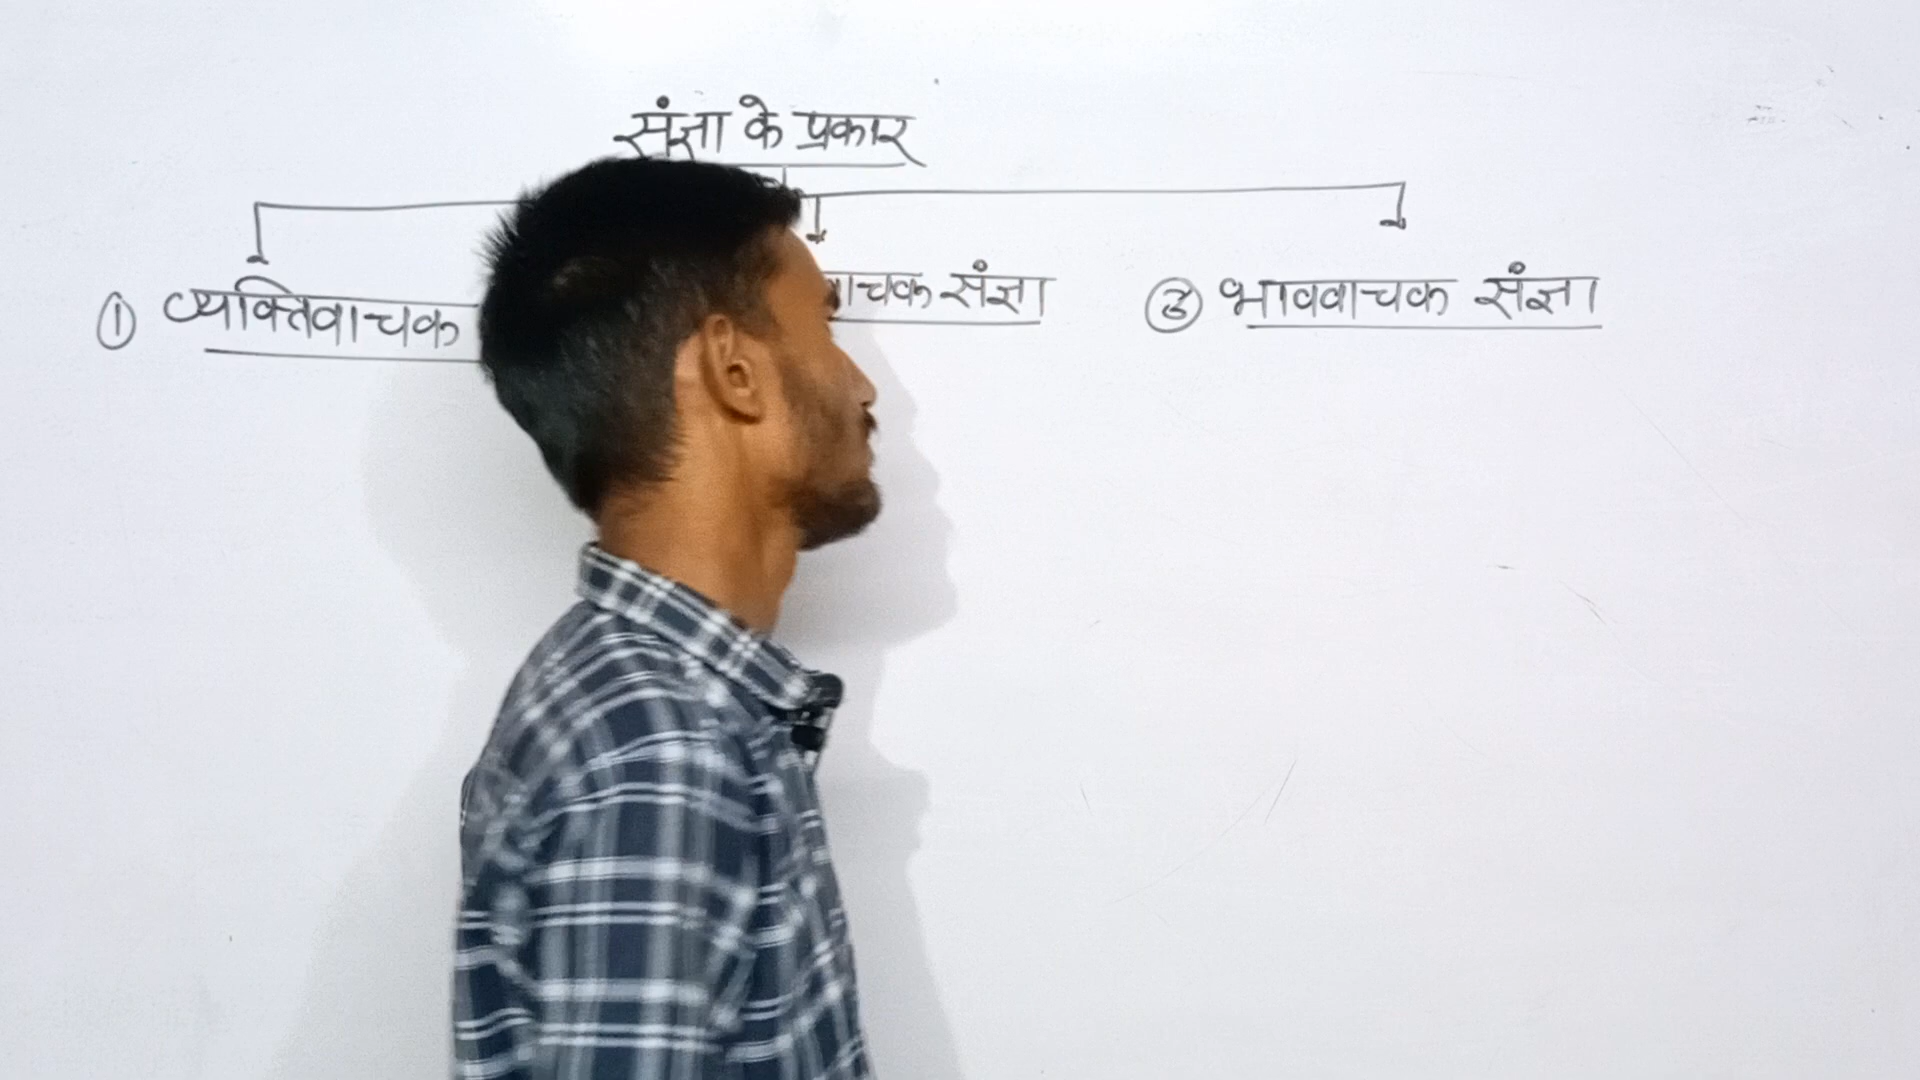 संज्ञा के प्रकार
① व्यक्तिवाचक
वाचक संज्ञा
③ भाववाचक संज्ञा